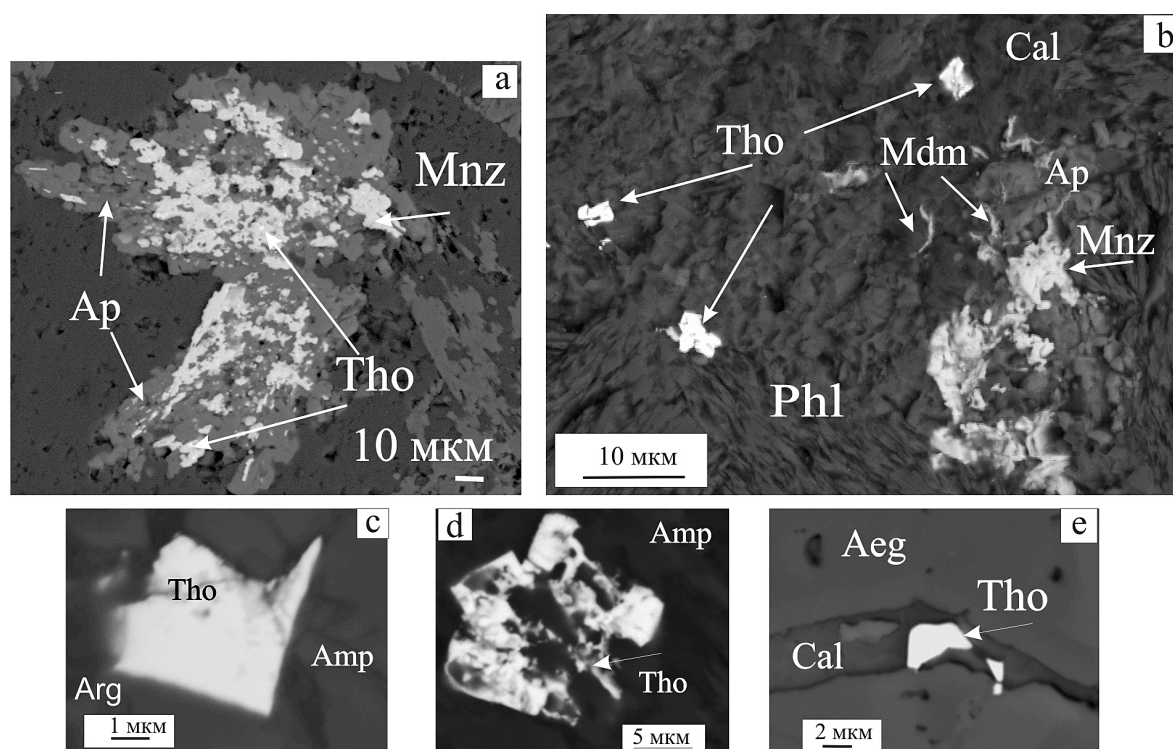 a
Mnz
Ap
Tho
10 мкм
b
Cal
Tho
Mdm
Ap
Mnz
Phl
10 мкм
c
Tho
Amp
Arg
1 мкм
d
Amp
Tho
5 мкм
e
Aeg
Tho
Cal
2 мкм